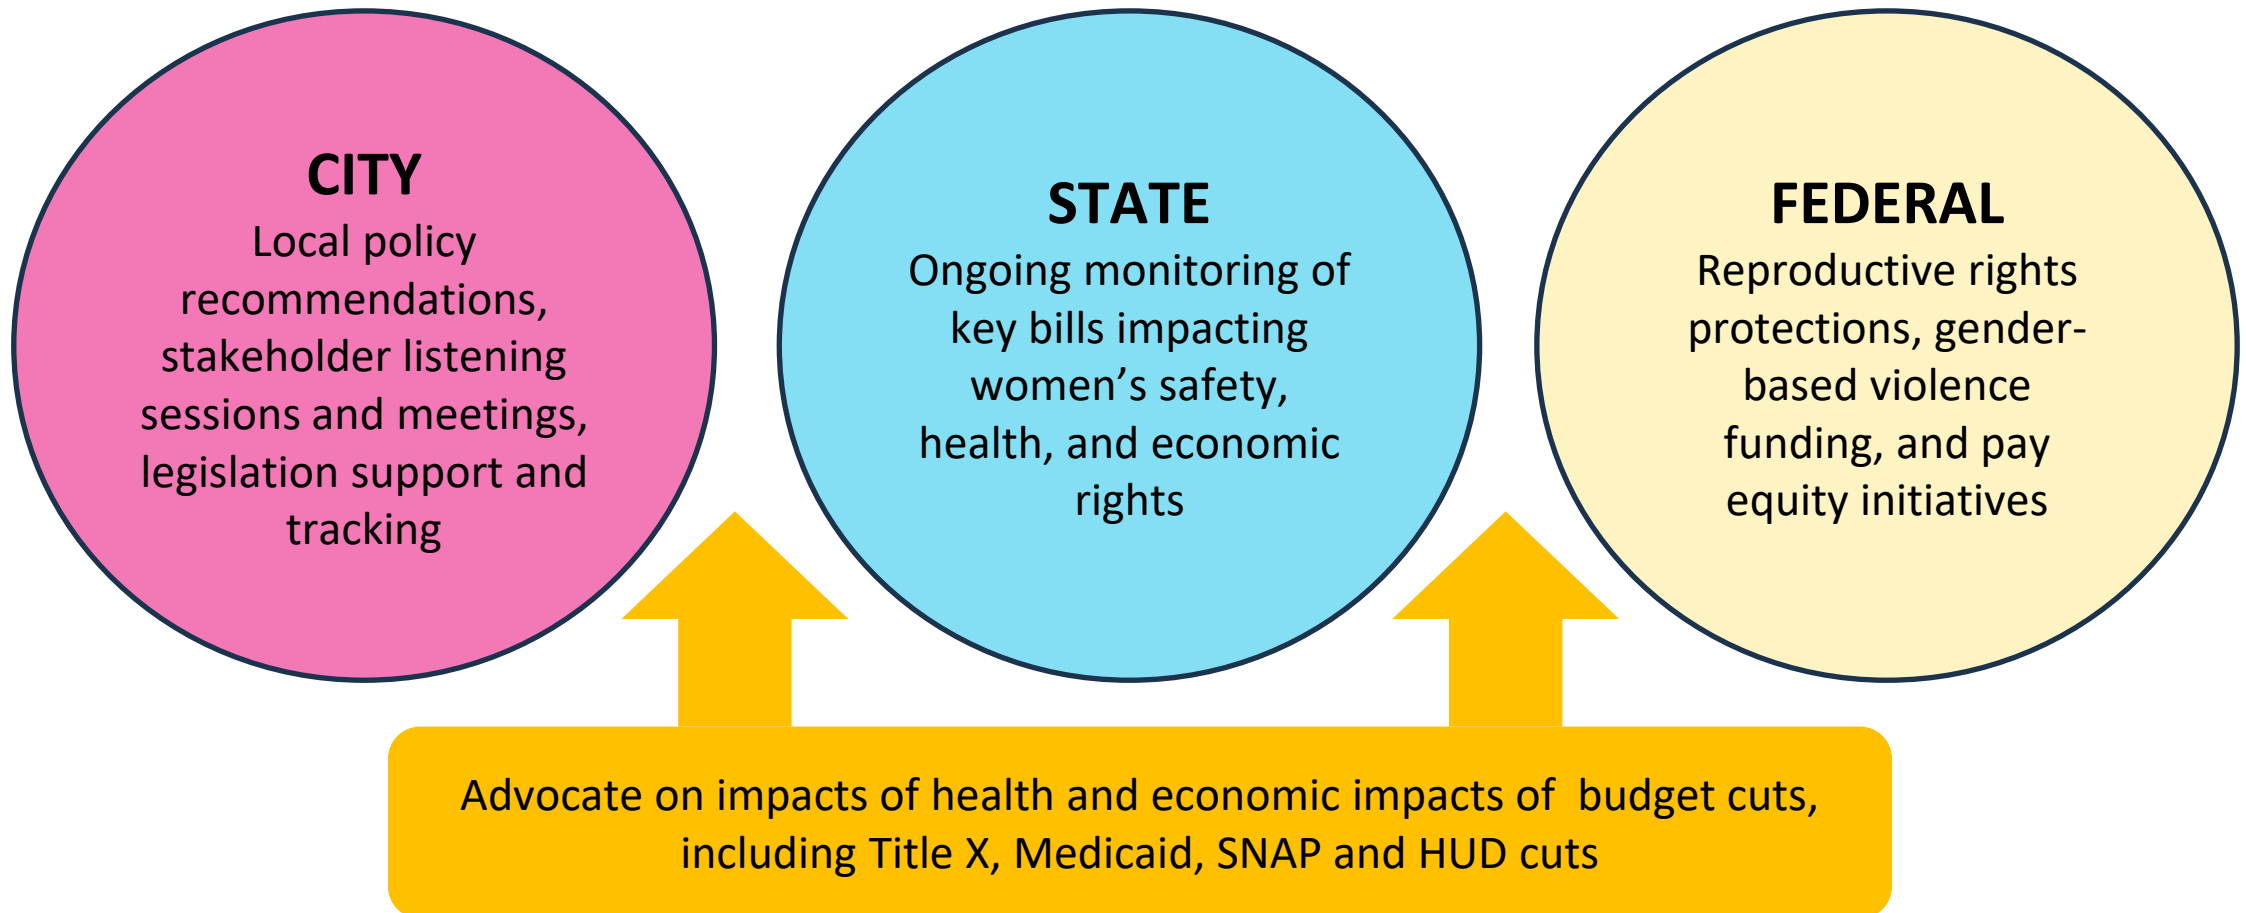 CITY
Local policy
recommendations,
stakeholder listening
sessions and meetings,
legislation support and
tracking
STATE
Ongoing monitoring of
key bills impacting
women’s safety,
health, and economic
rights
FEDERAL
Reproductive rights
protections, gender-
based violence
funding, and pay
equity initiatives
Advocate on impacts of health and economic impacts of  budget cuts,
including Title X, Medicaid, SNAP and HUD cuts